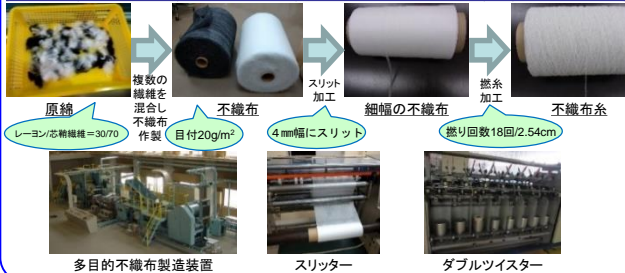 複数の
繊維を
混合し
不織布
作製
スリット
加工
撚糸
加工
原綿
不織布
細幅の不織布
不織布糸
レーヨン/芯鞘繊維＝30/70
目付20g/m²
4㎜幅にスリット
撚り回数18回/2.54cm
多目的不織布製造装置
スリッター
ダブルツイスター